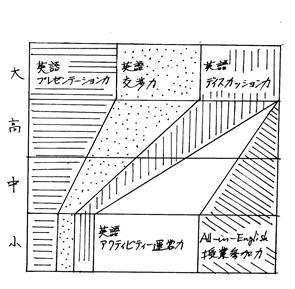 大
英語
プレゼンテーション力
英語
交渉力
英語
ディスカッション力
高
中
小
英語
アクティビティー運営力
All-in-English
授業参加力